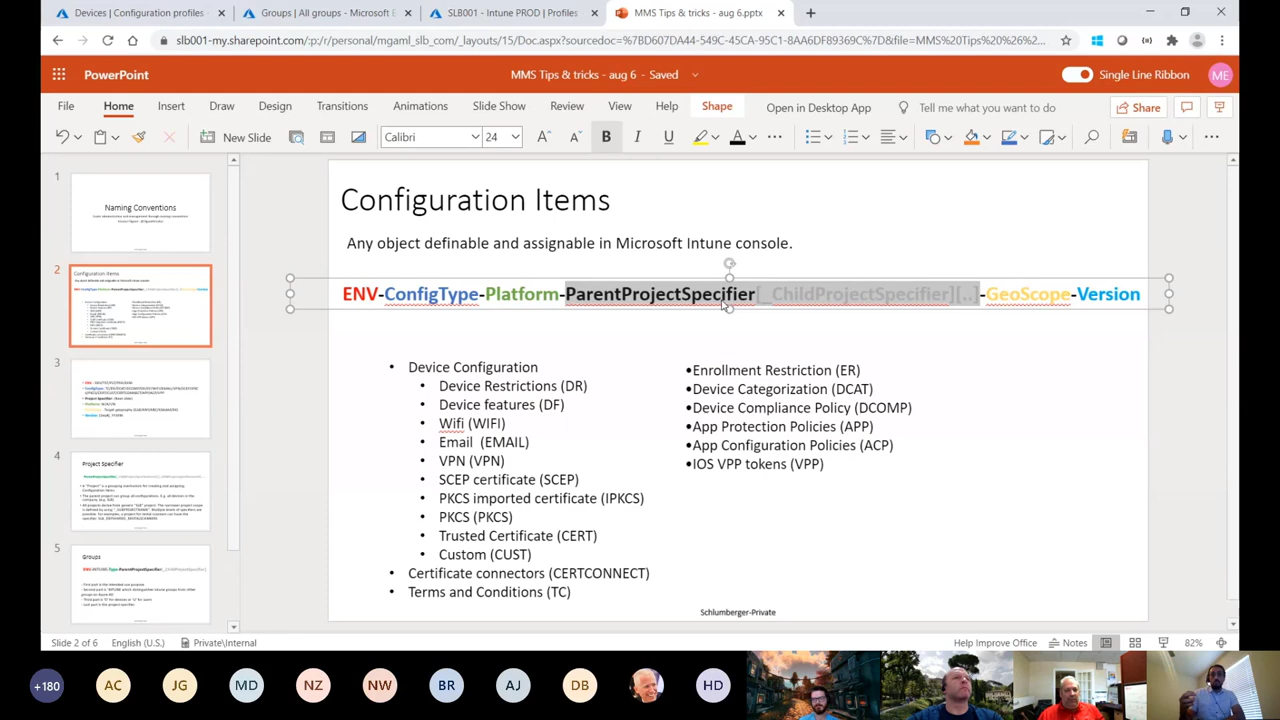 Devices | Configuration profiles
Groups | All groups - Microsoft E
SLB001 - Intune PROD | Profiles
MMS Tips & tricks - aug 6.pptx
slb001-my.sharepoint.com/:p:/r/personal/mgaml_slb_com/_layouts/15/Doc.aspx?sourcedoc=%7BD607DA44-549C-45CA-95C1-8AA6DF89369C%7D&file=MMS%20Tips%20%26%2...
PowerPoint
MMS Tips & tricks - aug 6 - Saved
Single Line Ribbon
ME
File Home Insert Draw Design Transitions Animations Slide Show Review View Help Shape Open in Desktop App Tell me what you want to do Share
New Slide
Calibri
24
B I U A
1
Naming Conventions
2
Configuration Items
3
4
Project Specifier
5
Groups
Configuration Items
Any object definable and assignable in Microsoft Intune console.
ENV-ConfigType-ParentProjectSpecifier
-GeoScope-Version
Device Configuration
Device Restrictions (DR)
• Device features (DF)
• Wifi (WIFI)
• Email (EMAIL)
• VPN (VPN)
SCEP certificate (SCEP)
• PKCS imported certificate (IPKCS)
• PKCS (PKCS)
• Trusted Certificate (CERT)
• Custom (CUST)
• Certificate connectors (CONNECT)
Terms and Conditions
•Enrollment Restriction (ER)
•Device Categories (CAT)
•Device Compliance Policy (DCOMP)
•App Protection Policies (APP)
•App Configuration Policies (ACP)
•IOS VPP tokens (VPP)
Schlumberger-Private
Slide 2 of 6
English (U.S.)
Private\Internal
Help Improve Office
Notes
82%
+180
AC
JG
MD
NZ
NW
BR
AJ
DB
HD